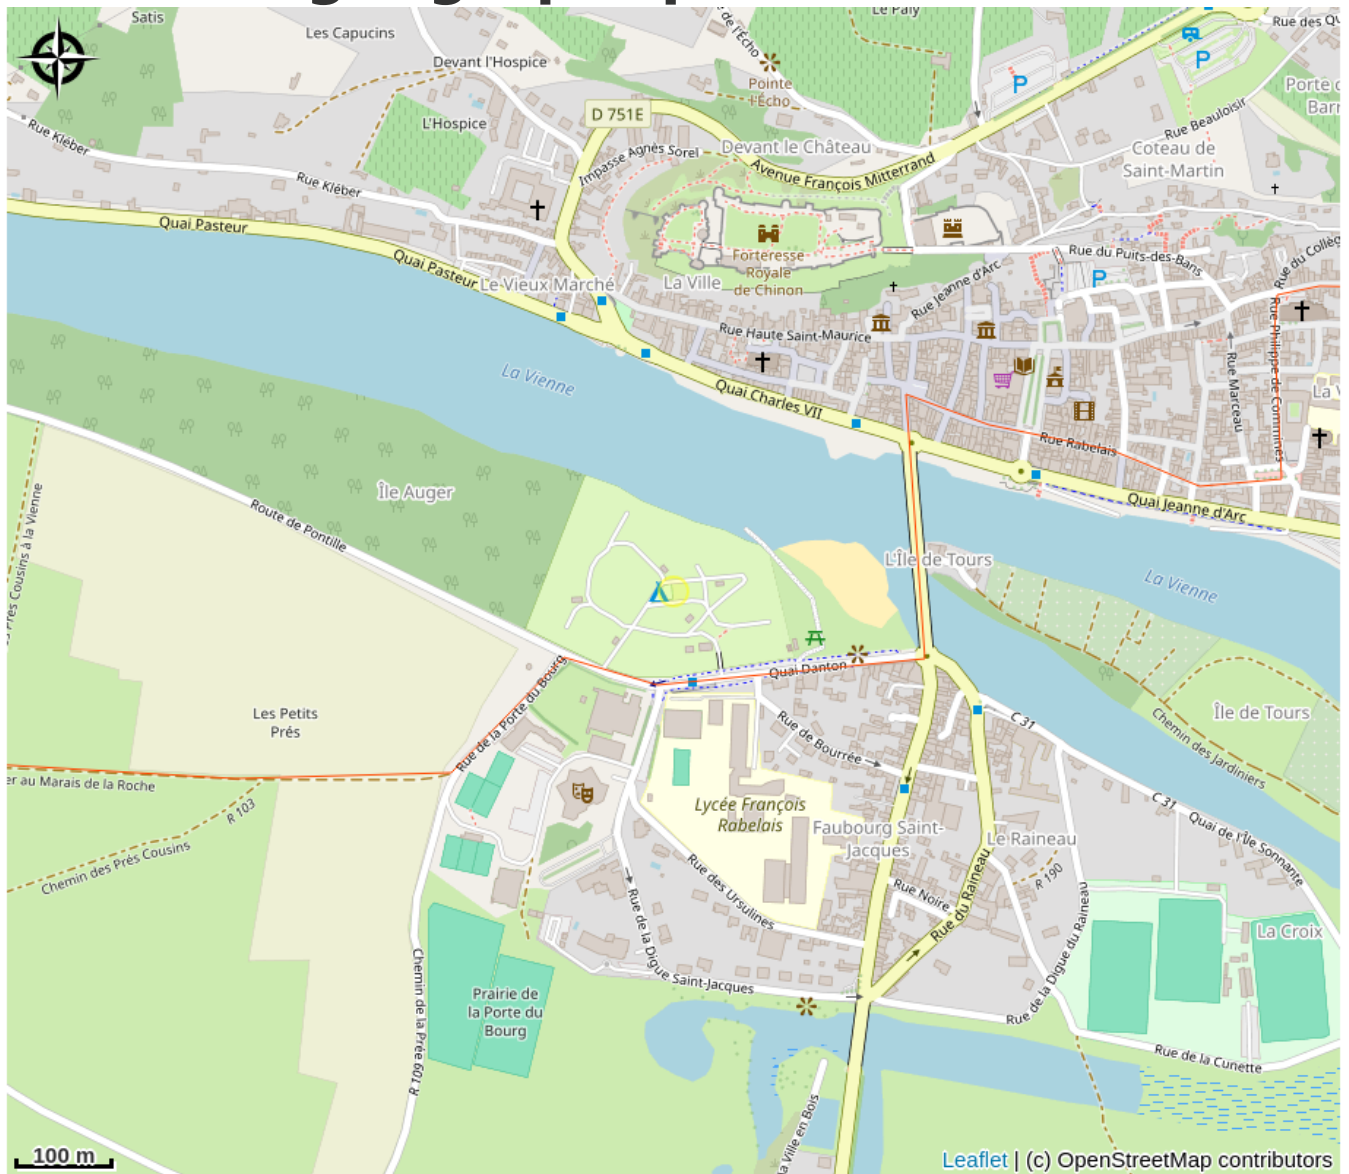 Satis
Les Capucins
Le Paly
Rue des
de l'Écho
Devant l'Hospice
Pointe
l'Écho
Porte
Barr
D 751E
L'Hospice
Rue Beauloisir
Rue Kléber
Impasse Agnès Sorel
Devant le Château
Avenue François Mitterrand
Coteau de
Saint-Martin
Rue Kléber
Quai Pasteur
Quai Pasteur
Le Vieux Marché
La Ville
Forteresse
Royale
de Chinon
Rue du Puits-des-Bans
Rue du Collège
Rue Jeanne d'Arc
Rue Haute Saint-Maurice
Rue Philippe de Commines
Rue Marceau
La Vienne
Quai Charles VII
La V
Rue Rabelais
Île Auger
Quai Jeanne d'Arc
Route de Pontille
s Prés Cousins à la Vienne
L'Île de Tours
La Vienne
Quai Danton
Rue de la Porte du Bourg
Les Petits
Prés
Rue de Bourrée
C 31
Île de Tours
Chemin des Jardiniers
er au Marais de la Roche
R 103
Lycée François
Rabelais
C 31
Quai de l'Île Sonnante
Faubourg Saint-
Jacques
Le Raineau
Chemin des Prés Cousins
Rue des Ursulines
R 190
Rue Noire
Rue du Raineau
Rue de la Digue du Raineau
La Croix
Rue de la Digue Saint-Jacques
Chemin de la Prée
R 109
Prairie de
la Porte du
Bourg
Rue de la Cunette
La Ville en Bois
100 m
Leaflet | (c) OpenStreetMap contributors